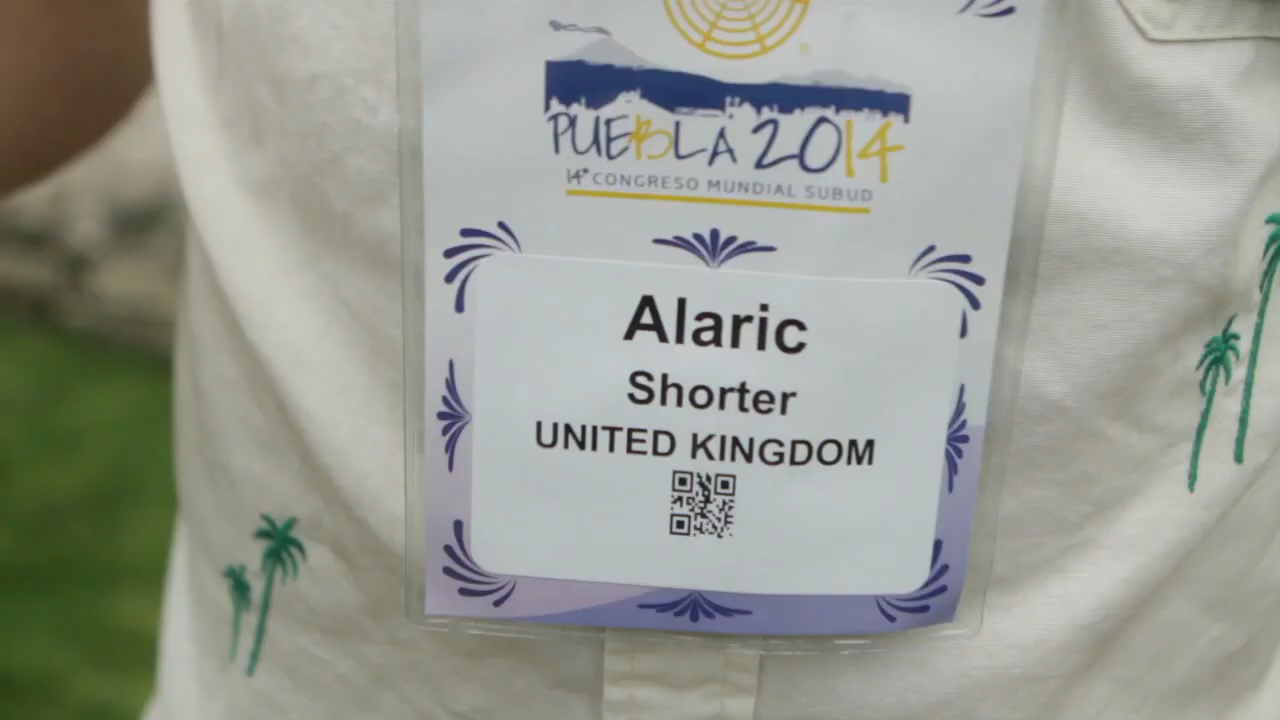 PUEBLA 2014
14° CONGRESO MUNDIAL SUBUD
Alaric
Shorter
UNITED KINGDOM